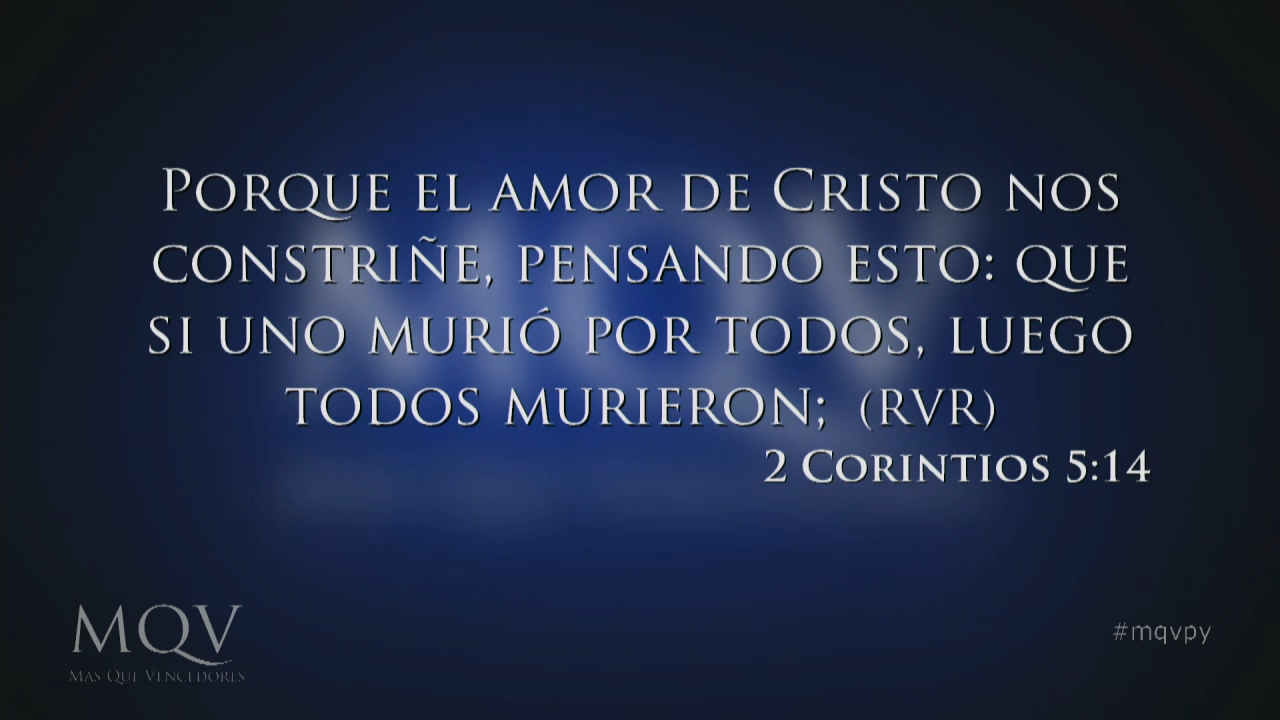 Porque el amor de Cristo nos
constriñe, pensando esto: que
si uno murió por todos, luego
todos murieron; (RVR)
2 Corintios 5:14
MQV
Mas Que Vencedores
#mqvpy